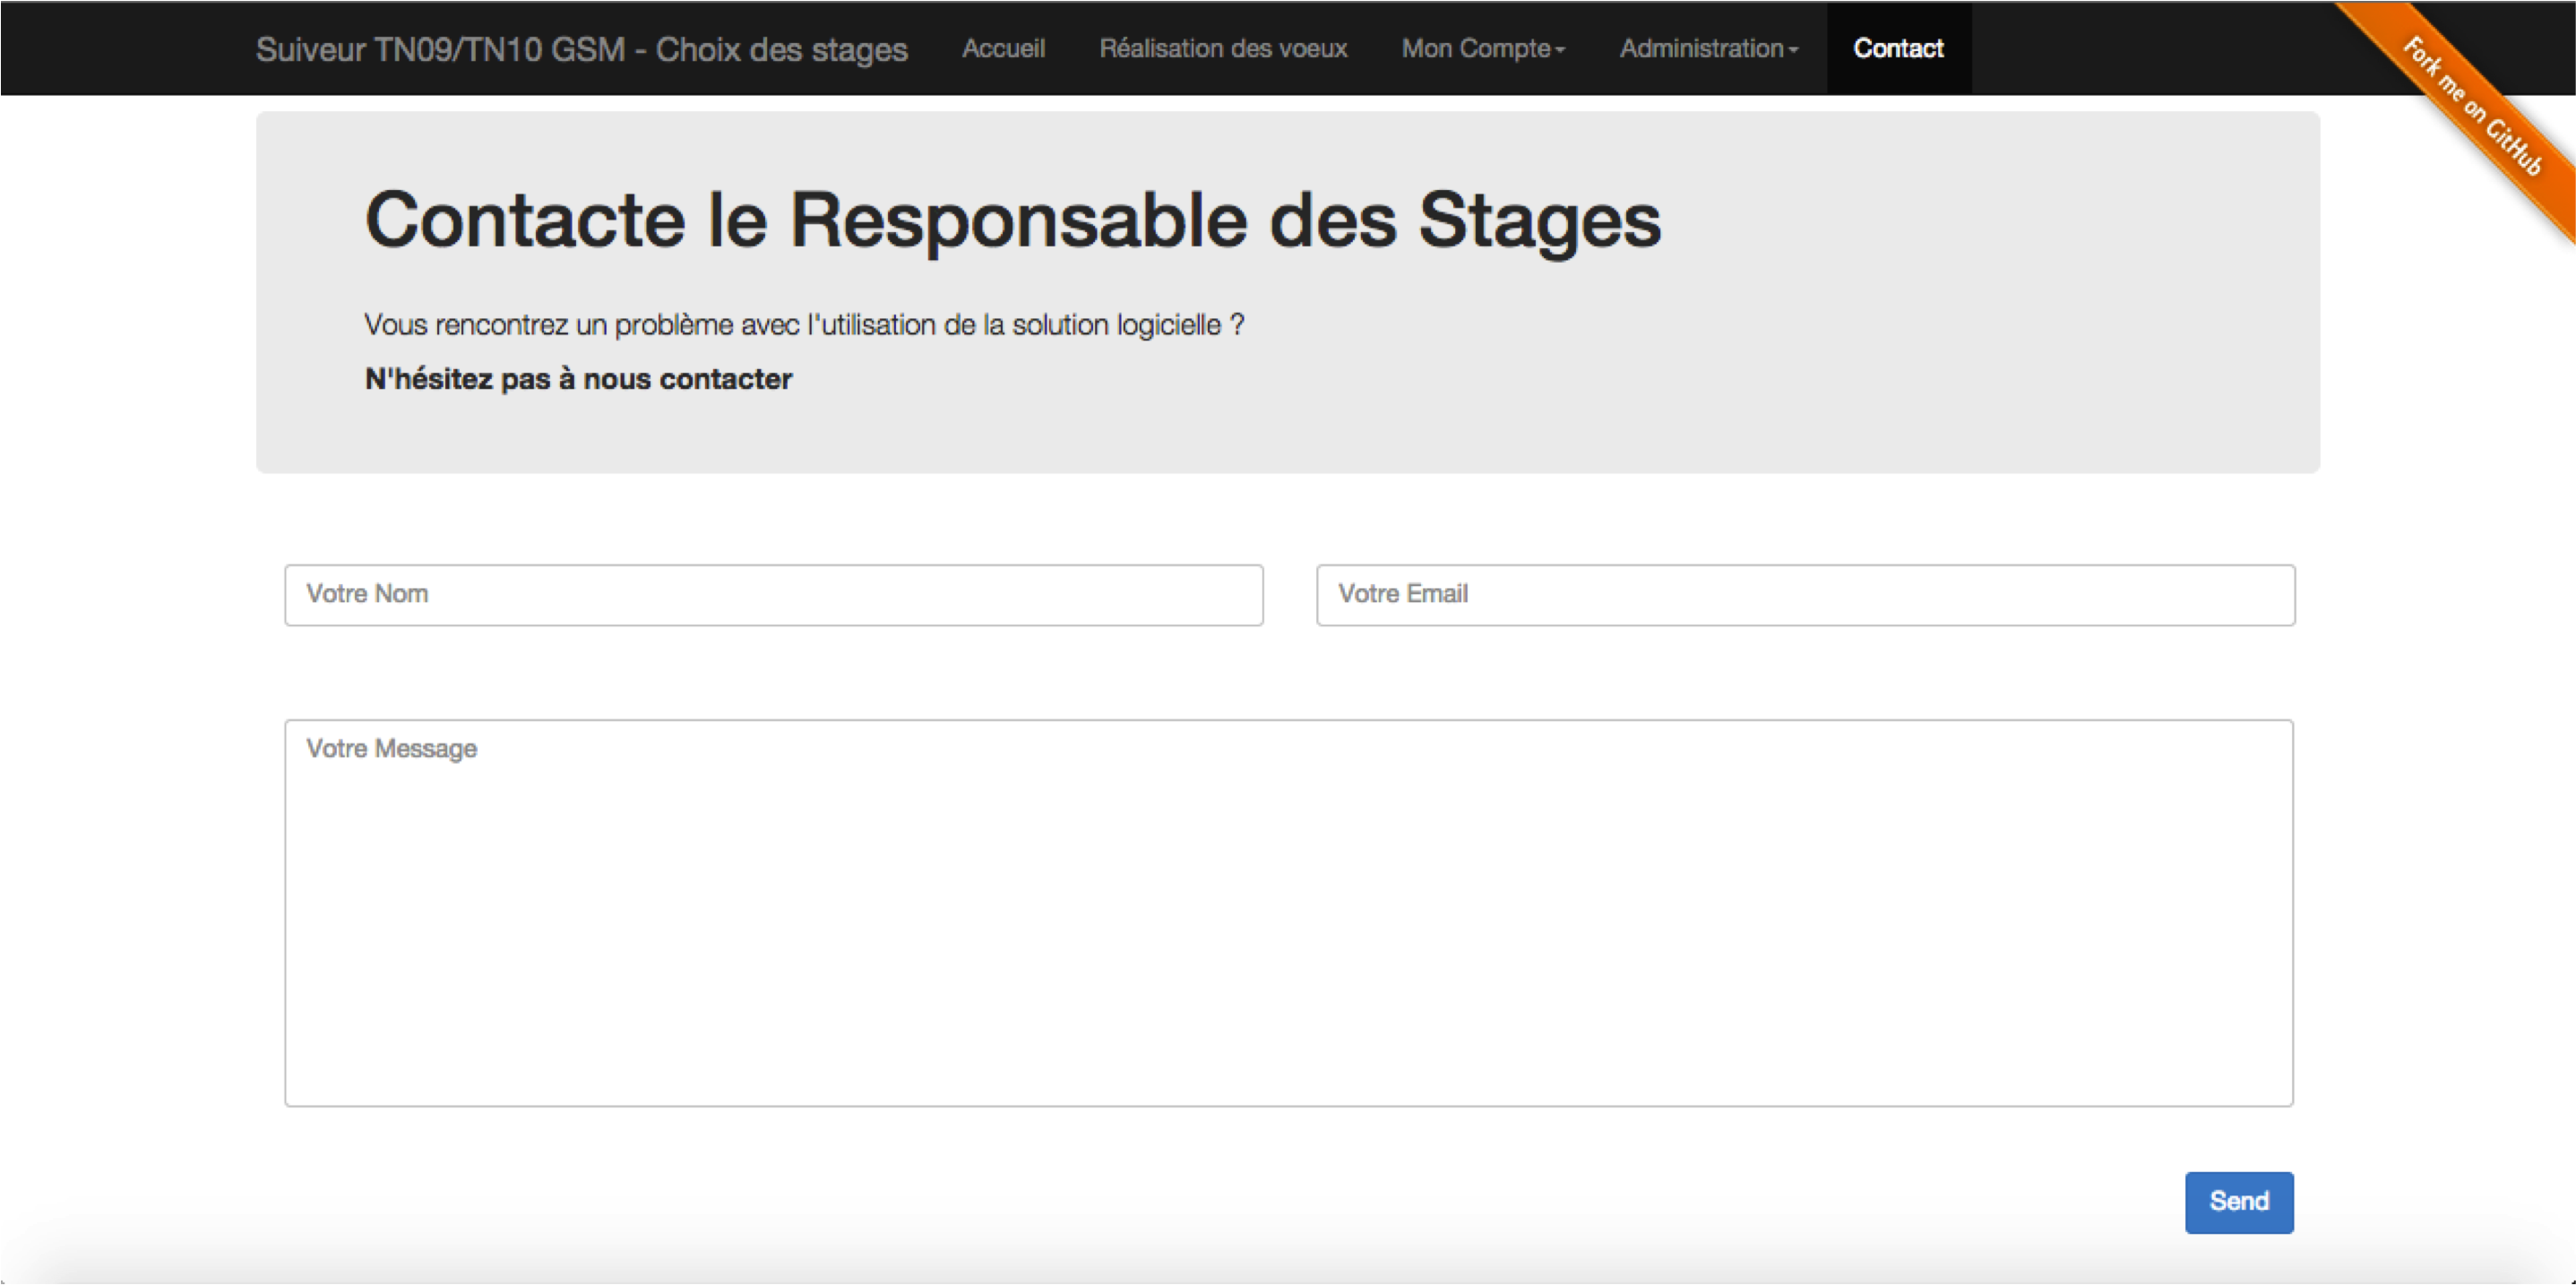 Suiveur TN09/TN10 GSM - Choix des stages Accueil Réalisation des voeux Mon Compte Administration Contact
Fork me on GitHub
Contacte le Responsable des Stages
Vous rencontrez un problème avec l'utilisation de la solution logicielle ?
N'hésitez pas à nous contacter
Votre Nom Votre Email
Votre Message
Send